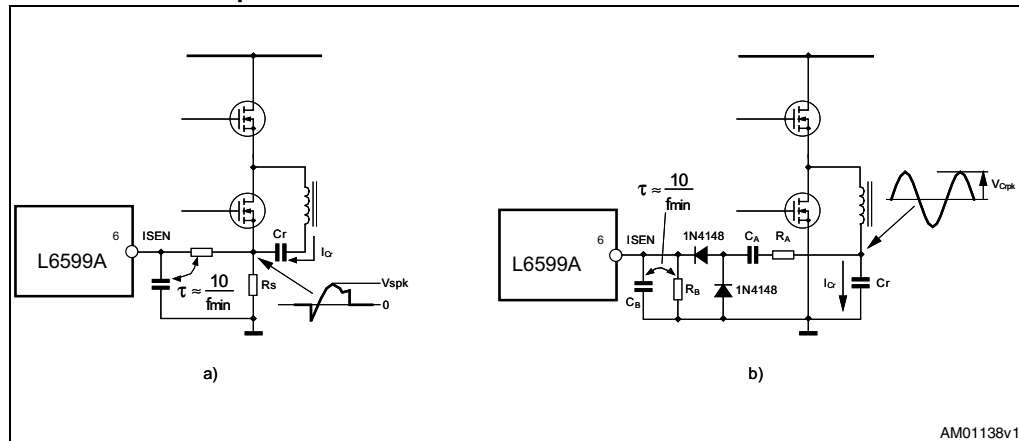 L6599A
6
ISEN
τ ≈ 10
fmin
Cr
ICr
Rs
Vspk
0
a)
L6599A
6
ISEN
τ ≈ 10
fmin
CB
RB
1N4148
1N4148
CA
RA
ICr
Cr
VCrpk
b)
AM01138v1